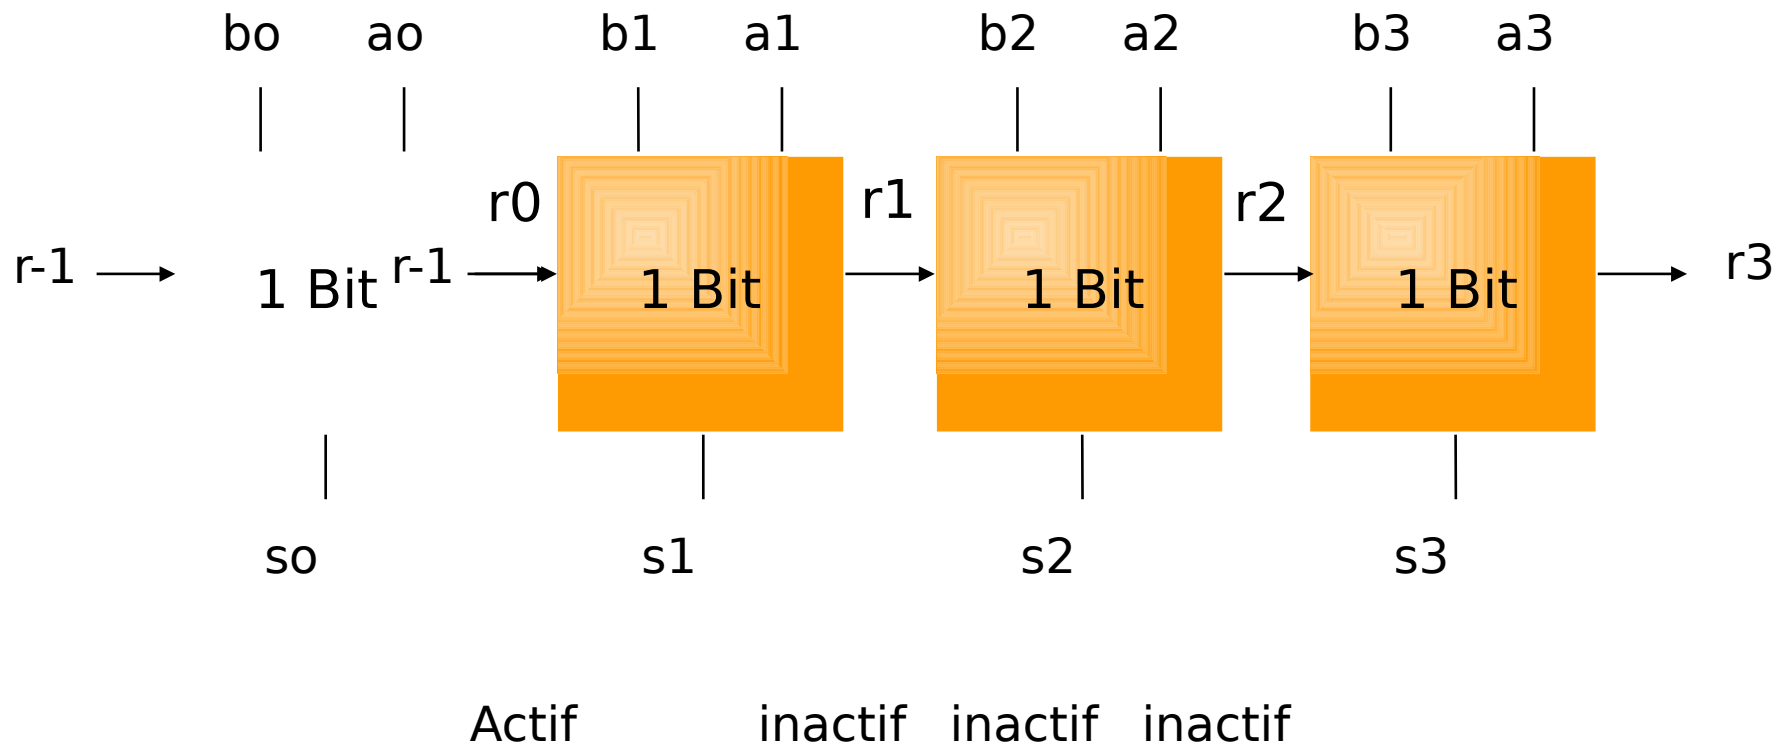 bo ao b1 a1 b2 a2 b3 a3
r0 r1 r2
r-1 1 Bit r-1 1 Bit 1 Bit 1 Bit r3
so s1 s2 s3
Actif inactif inactif inactif